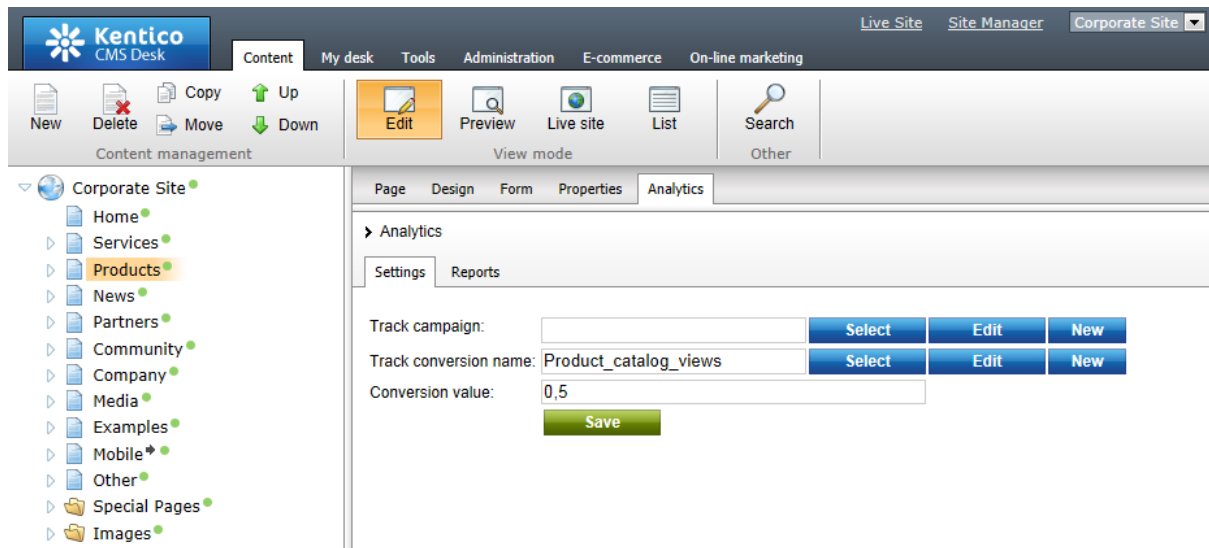 Live Site Site Manager Corporate Site
Kentico
CMS Desk
Content My desk Tools Administration E-commerce On-line marketing
New Delete Copy Move Up Down
Content management
Edit Preview Live site List
View mode
Search
Other
Corporate Site
Home
Services
Products
News
Partners
Community
Company
Media
Examples
Mobile
Other
Special Pages
Images
Page Design Form Properties Analytics
Analytics
Settings Reports
Track campaign: Select Edit New
Track conversion name: Product_catalog_views Select Edit New
Conversion value: 0,5
Save